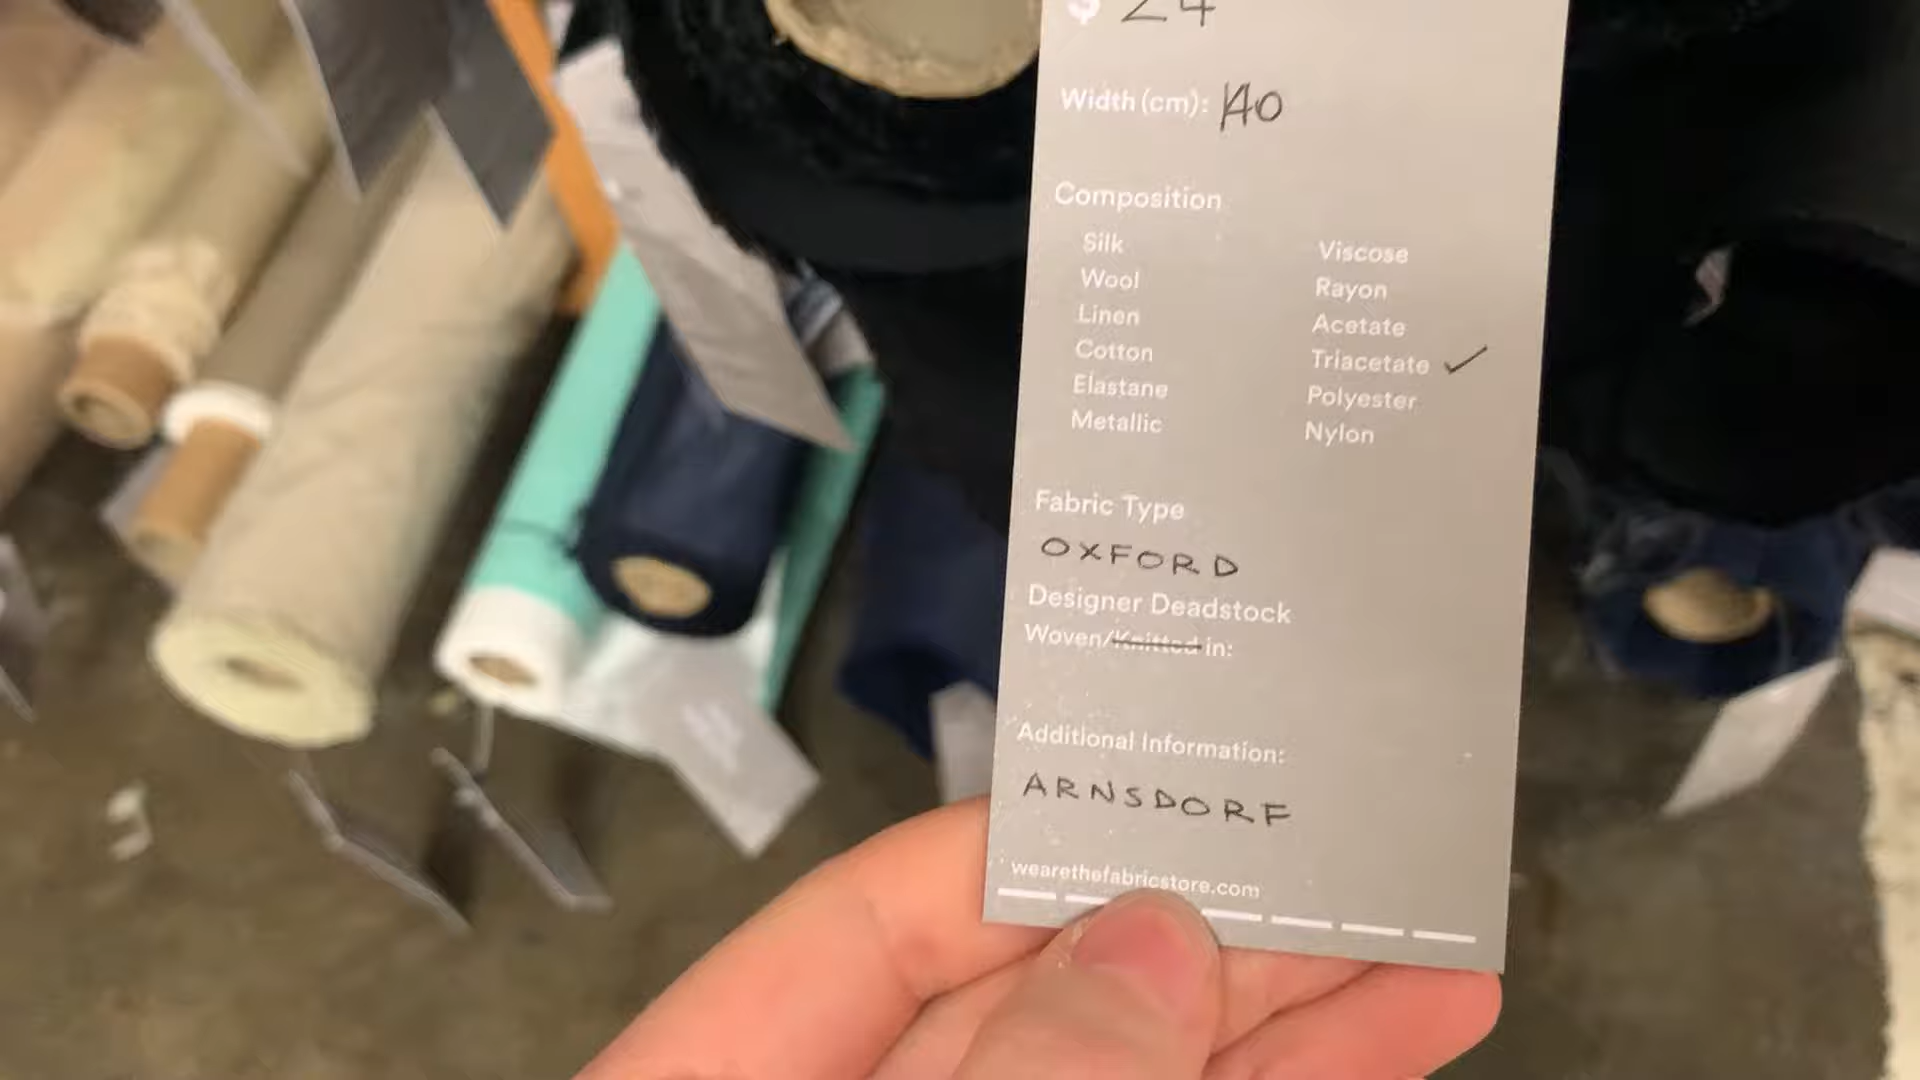 $ 24
Width (cm): 140
Composition
Silk
Wool
Linen
Cotton
Elastane
Metallic
Viscose
Rayon
Acetate
Triacetate ✓
Polyester
Nylon
Fabric Type
OXFORD
Designer Deadstock
Woven/Knitted in:
Additional Information:
ARNSDORF
wearethefabricstore.com